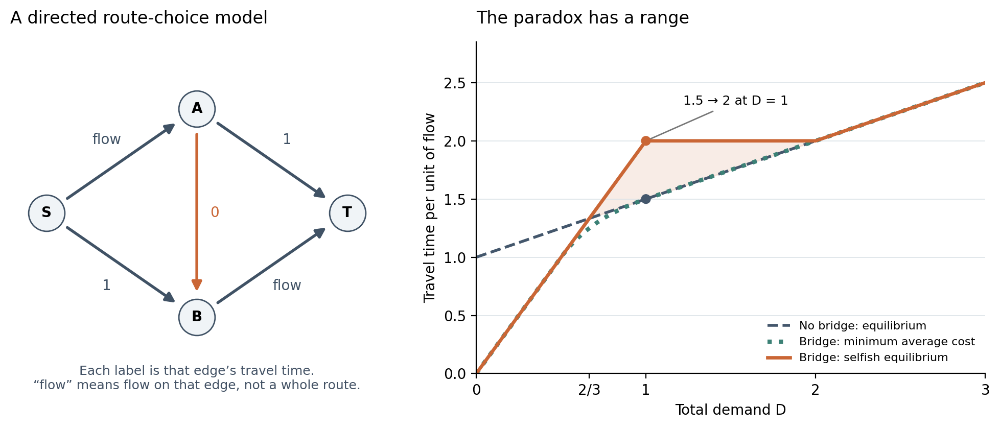 A directed route-choice model
A
flow
1
S
0
T
1
flow
B
Each label is that edge’s travel time.
“flow” means flow on that edge, not a whole route.
The paradox has a range
Travel time per unit of flow
2.5
2.0
1.5
1.0
0.5
0.0
1.5 → 2 at D = 1
No bridge: equilibrium
Bridge: minimum average cost
Bridge: selfish equilibrium
0
2/3
1
2
3
Total demand D